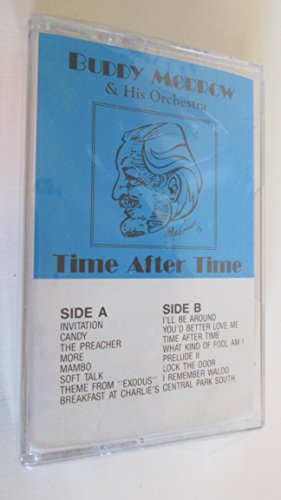 BUDDY MORROW
& His Orchestra
Time After Time
SIDE A
INVITATION
CANDY
THE PREACHER
MORE
MAMBO
SOFT TALK
THEME FROM "EXODUS"
BREAKFAST AT CHARLIE'S
SIDE B
I'LL BE AROUND
YOU'D BETTER LOVE ME
TIME AFTER TIME
WHAT KIND OF FOOL AM I
PRELUDE II
LOCK THE DOOR
I REMEMBER WALDO
CENTRAL PARK SOUTH